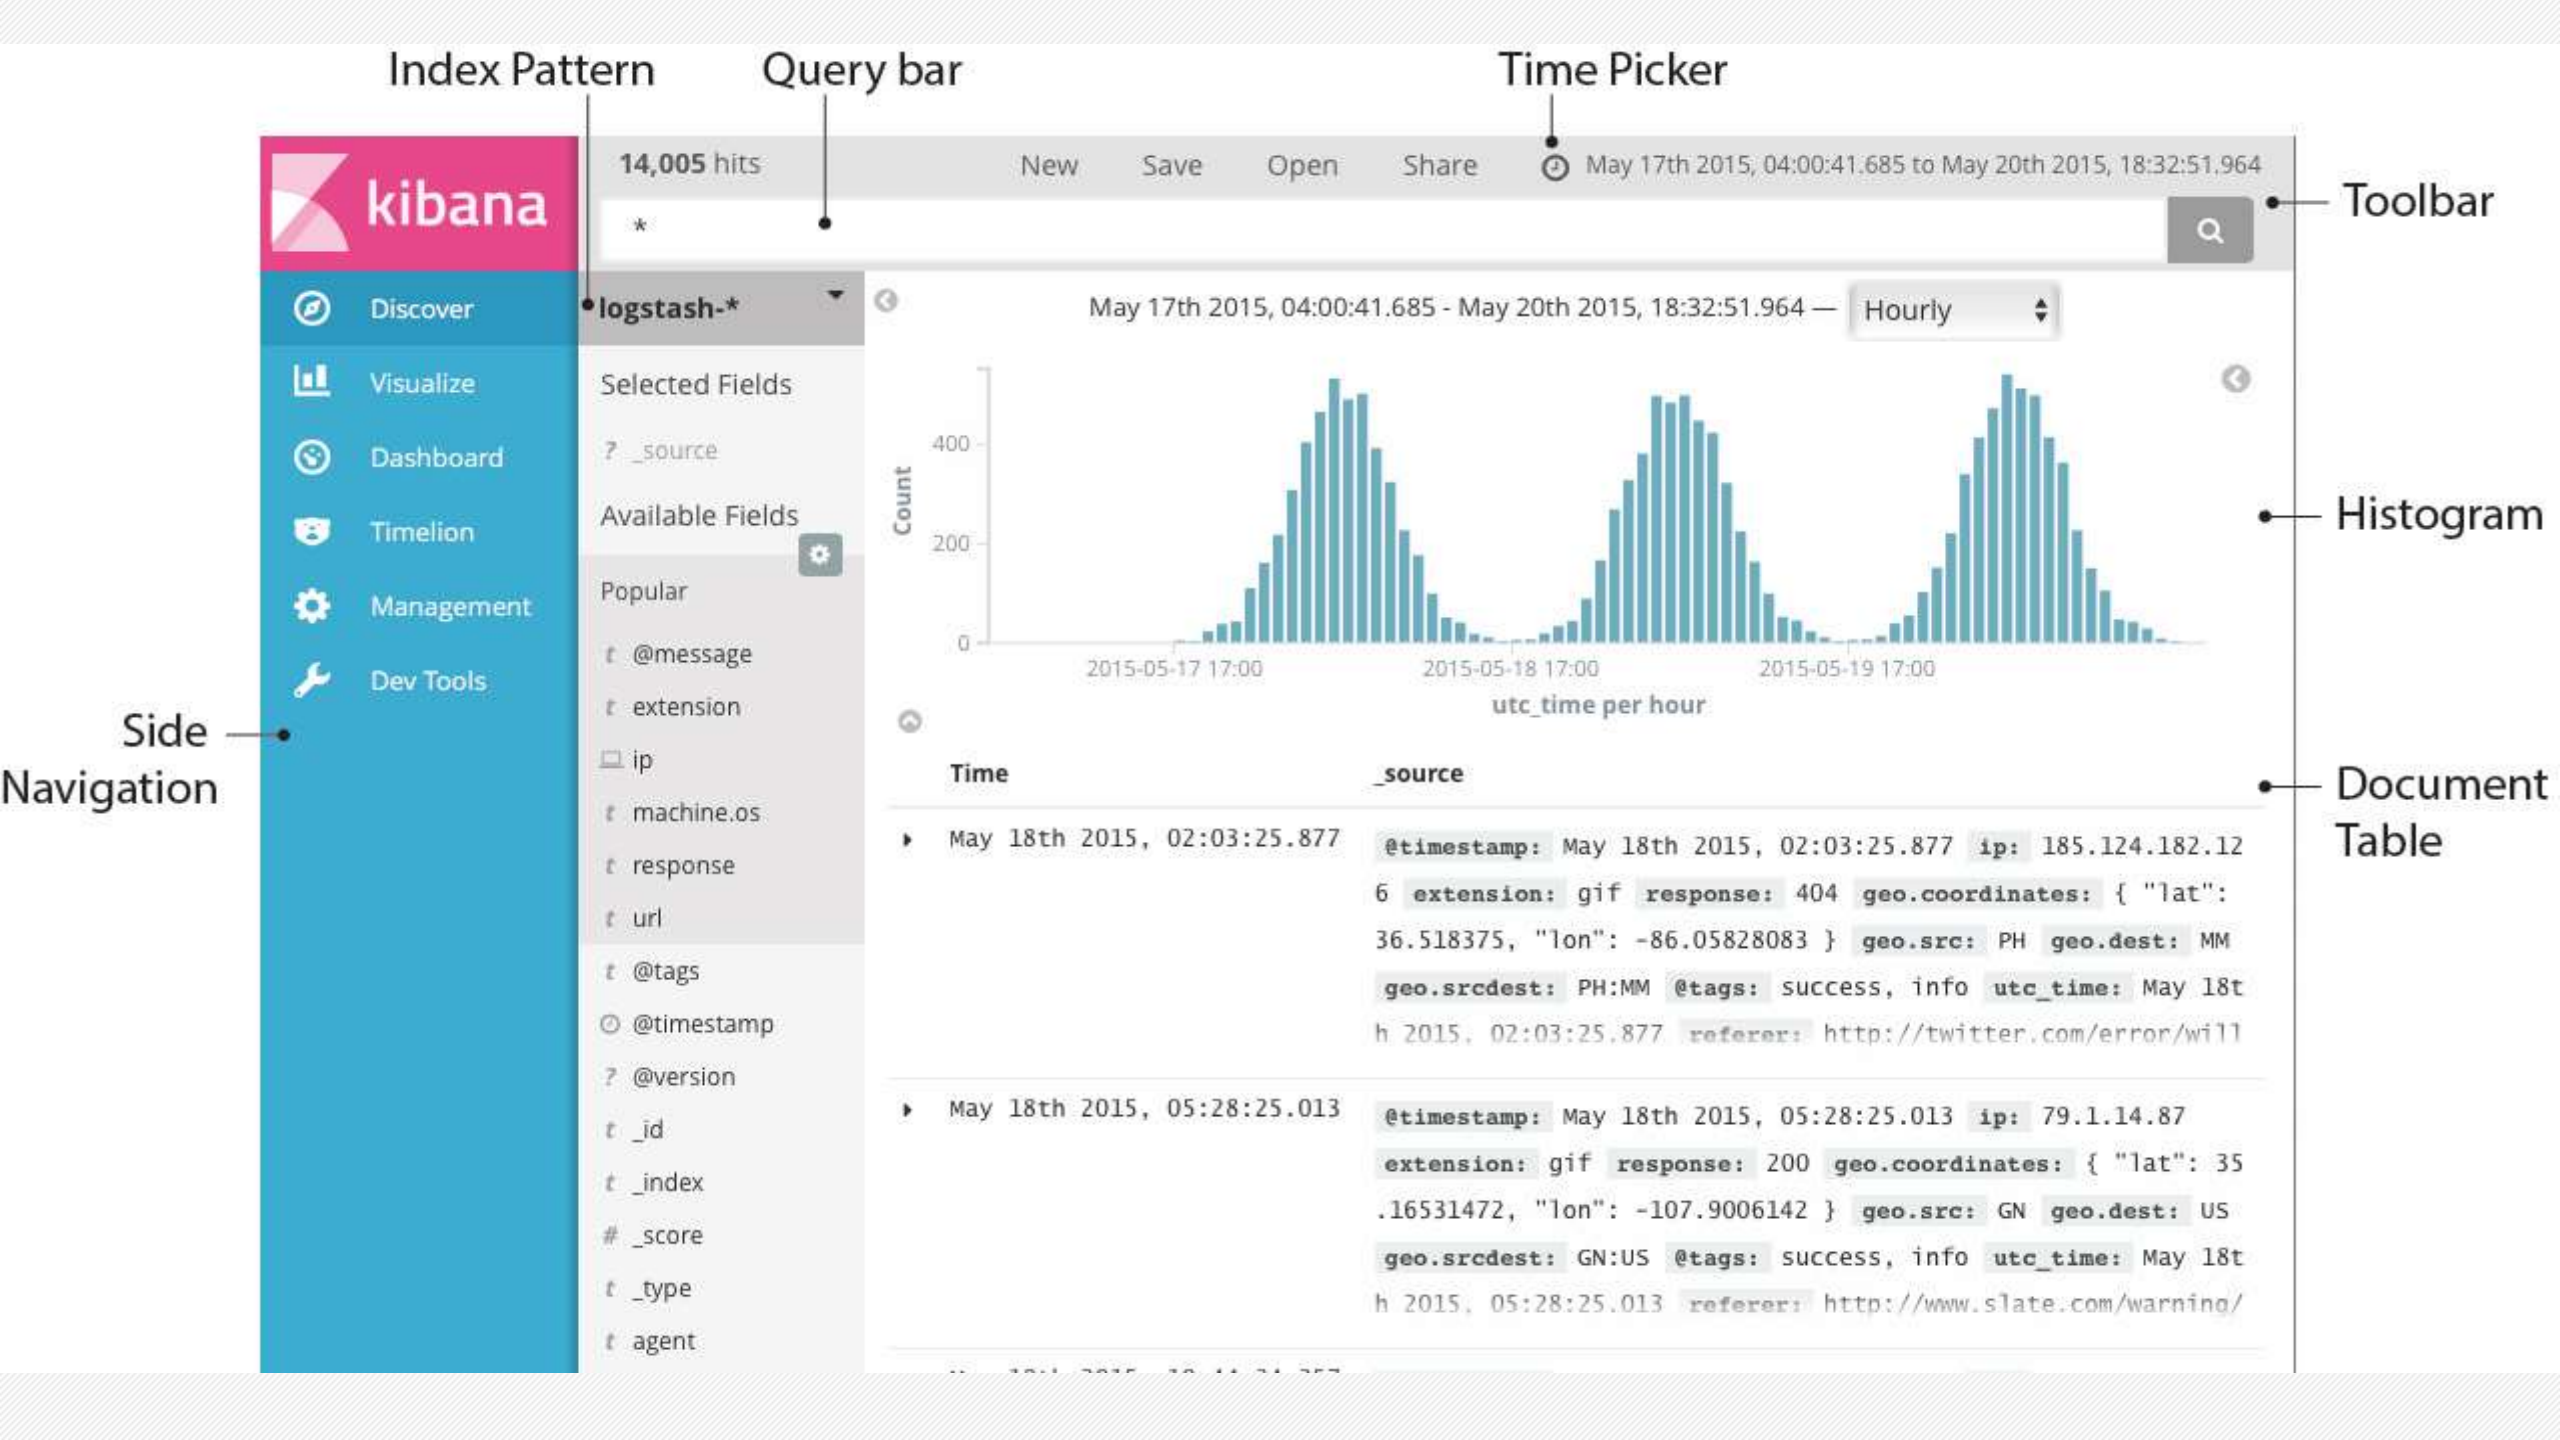 Index Pattern
Query bar
Time Picker
kibana
14,005 hits
New
Save
Open
Share
May 17th 2015, 04:00:41.685 to May 20th 2015, 18:32:51.964
Toolbar
*
Discover
Visualize
Dashboard
Timelion
Management
Dev Tools
Side
Navigation
logstash-*
Selected Fields
? _source
Available Fields
Popular
t @message
t extension
ip
t machine.os
t response
t url
t @tags
@timestamp
? @version
t _id
t _index
# _score
t _type
t agent
May 17th 2015, 04:00:41.685 - May 20th 2015, 18:32:51.964 —
Hourly
Count
400
200
0
2015-05-17 17:00
2015-05-18 17:00
2015-05-19 17:00
utc_time per hour
Histogram
Time
_source
Document
Table
May 18th 2015, 02:03:25.877
@timestamp: May 18th 2015, 02:03:25.877 ip: 185.124.182.12
6 extension: gif response: 404 geo.coordinates: { "lat":
36.518375, "lon": -86.05828083 } geo.src: PH geo.dest: MM
geo.srcdest: PH:MM @tags: success, info utc_time: May 18t
h 2015, 02:03:25.877 referer: http://twitter.com/error/will
May 18th 2015, 05:28:25.013
@timestamp: May 18th 2015, 05:28:25.013 ip: 79.1.14.87
extension: gif response: 200 geo.coordinates: { "lat": 35
.16531472, "lon": -107.9006142 } geo.src: GN geo.dest: US
geo.srcdest: GN:US @tags: success, info utc_time: May 18t
h 2015, 05:28:25.013 referer: http://www.slate.com/warning/